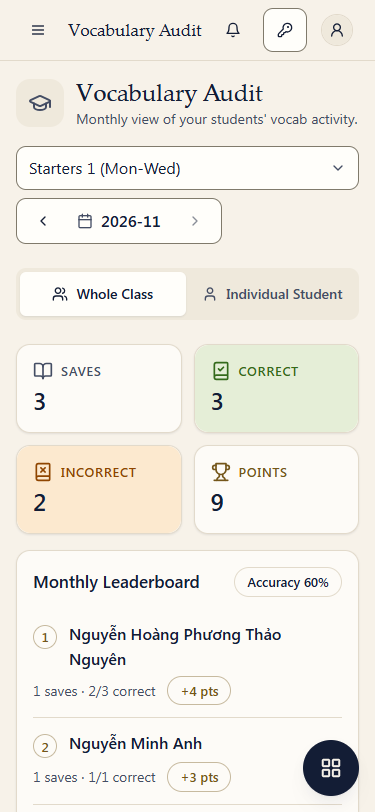 Vocabulary Audit
Vocabulary Audit
Monthly view of your students' vocab activity.
Starters 1 (Mon-Wed)
2026-11
Whole Class
Individual Student
SAVES
3
CORRECT
3
INCORRECT
2
POINTS
9
Monthly Leaderboard
Accuracy 60%
1
Nguyễn Hoàng Phương Thảo
Nguyên
1 saves · 2/3 correct
+4 pts
2
Nguyễn Minh Anh
1 saves · 1/1 correct
+3 pts